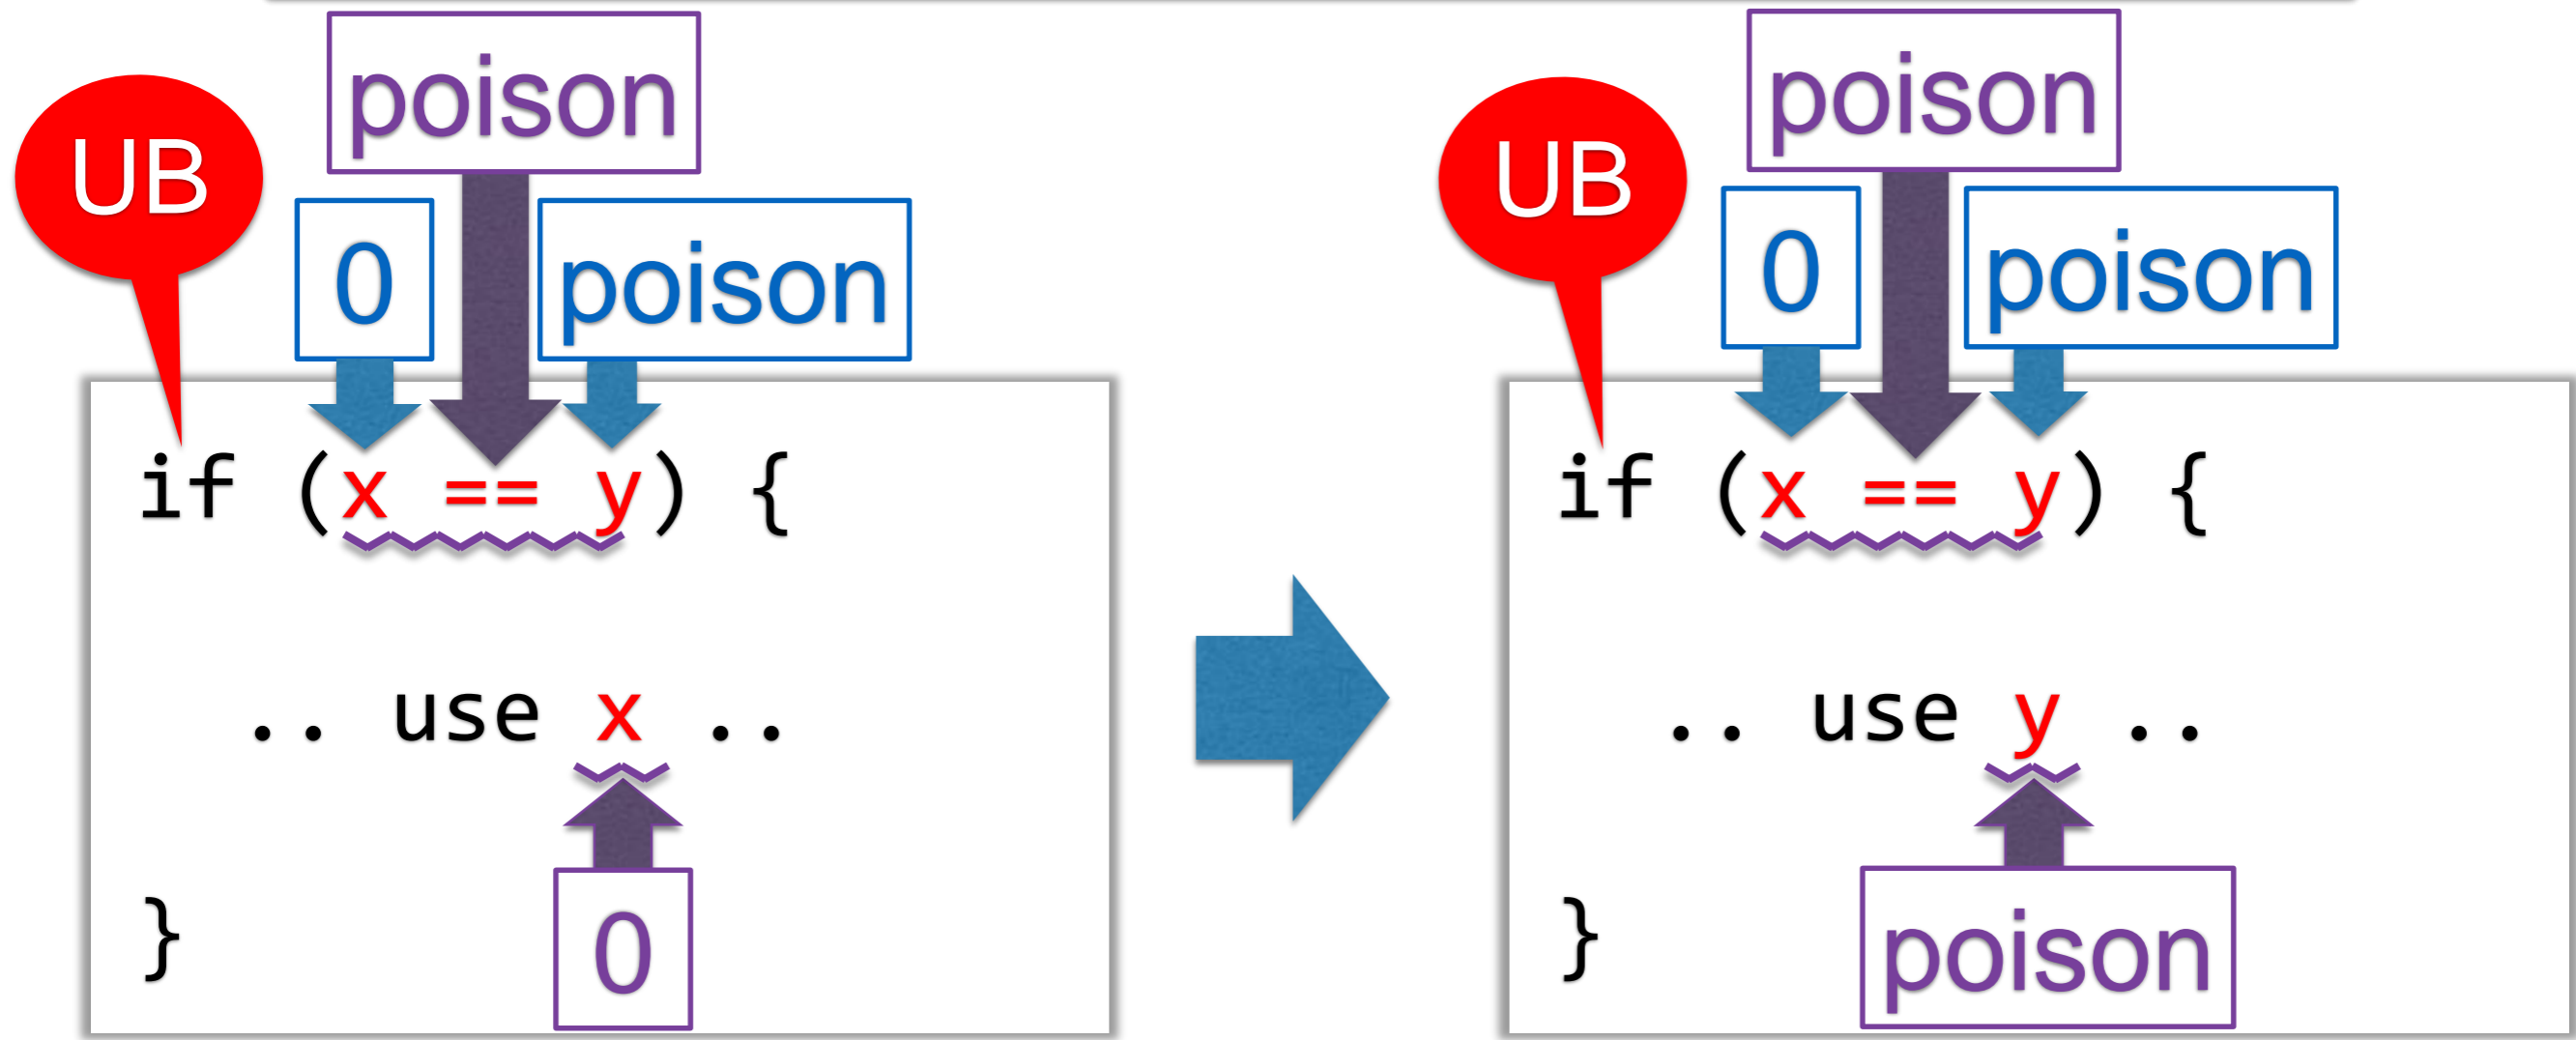 poison
UB
0
poison
if (x == y) {
.. use x ..
}
0
poison
UB
0
poison
if (x == y) {
.. use y ..
}
poison